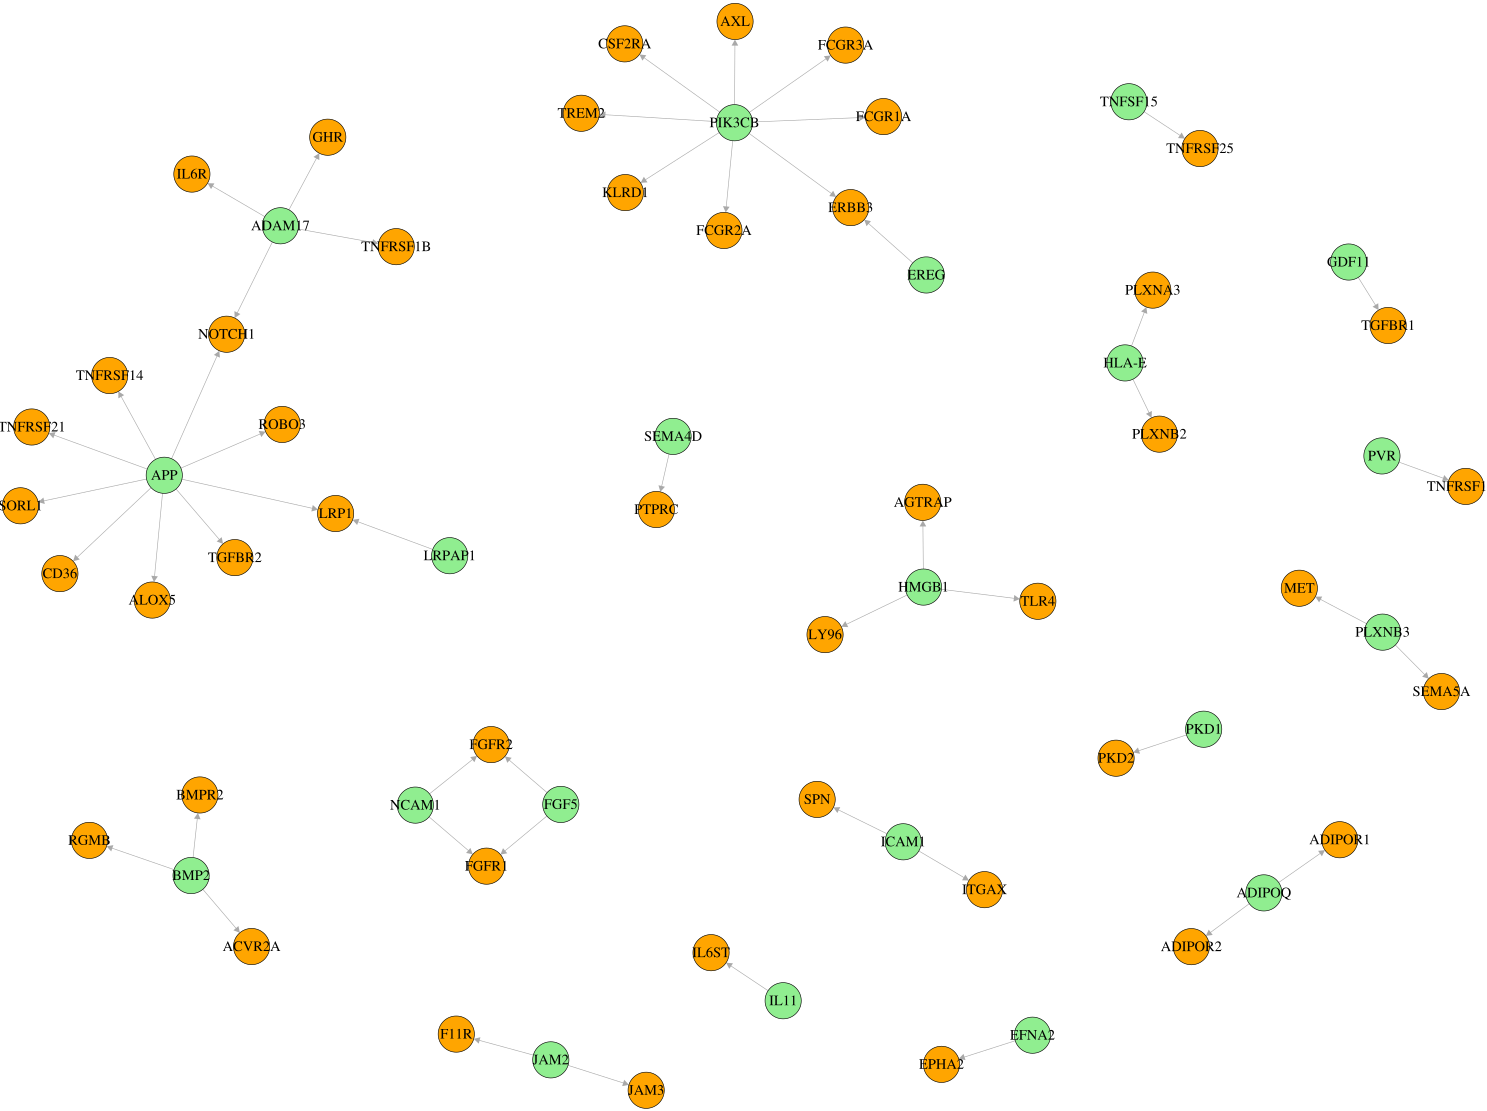 AXL
CSF2RA
FCGR3A
TNFSF15
TREM2
FCGR1A
PIK3CB
GHR
TNFRSF25
IL6R
KLRD1
ERBB3
ADAM17
FCGR2A
TNFRSF1B
GDF11
EREG
PLXNA3
TGFBR1
NOTCH1
HLA-E
TNFRSF14
TNFRSF21
ROBO3
SEMA4D
PLXNB2
PVR
APP
TNFRSF1
SORL1
AGTRAP
PTPRC
LRP1
LRPAP1
TGFBR2
CD36
HMGB1
MET
ALOX5
TLR4
LY96
PLXNB3
SEMA5A
PKD1
FGFR2
PKD2
BMPR2
SPN
NCAM1
FGF5
RGMB
ICAM1
ADIPOR1
FGFR1
BMP2
ITGAX
ADIPOQ
ACVR2A
ADIPOR2
IL6ST
IL11
F11R
EFNA2
JAM2
EPHA2
JAM3